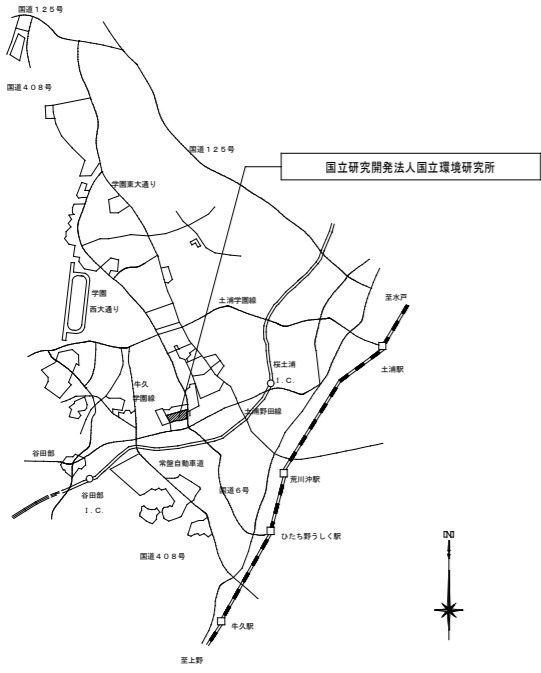 国道１２５号
国道４０８号
国道１２５号
国立研究開発法人国立環境研究所
学園東大通り
学園
西大通り
土浦学園線
至水戸
土浦駅
桜土浦
Ｉ.Ｃ.
牛久
学園線
土浦野田線
谷田部
常盤自動車道
荒川沖駅
谷田部
Ｉ.Ｃ.
国道６号
ひたち野うしく駅
[N]
国道４０８号
牛久駅
至上野